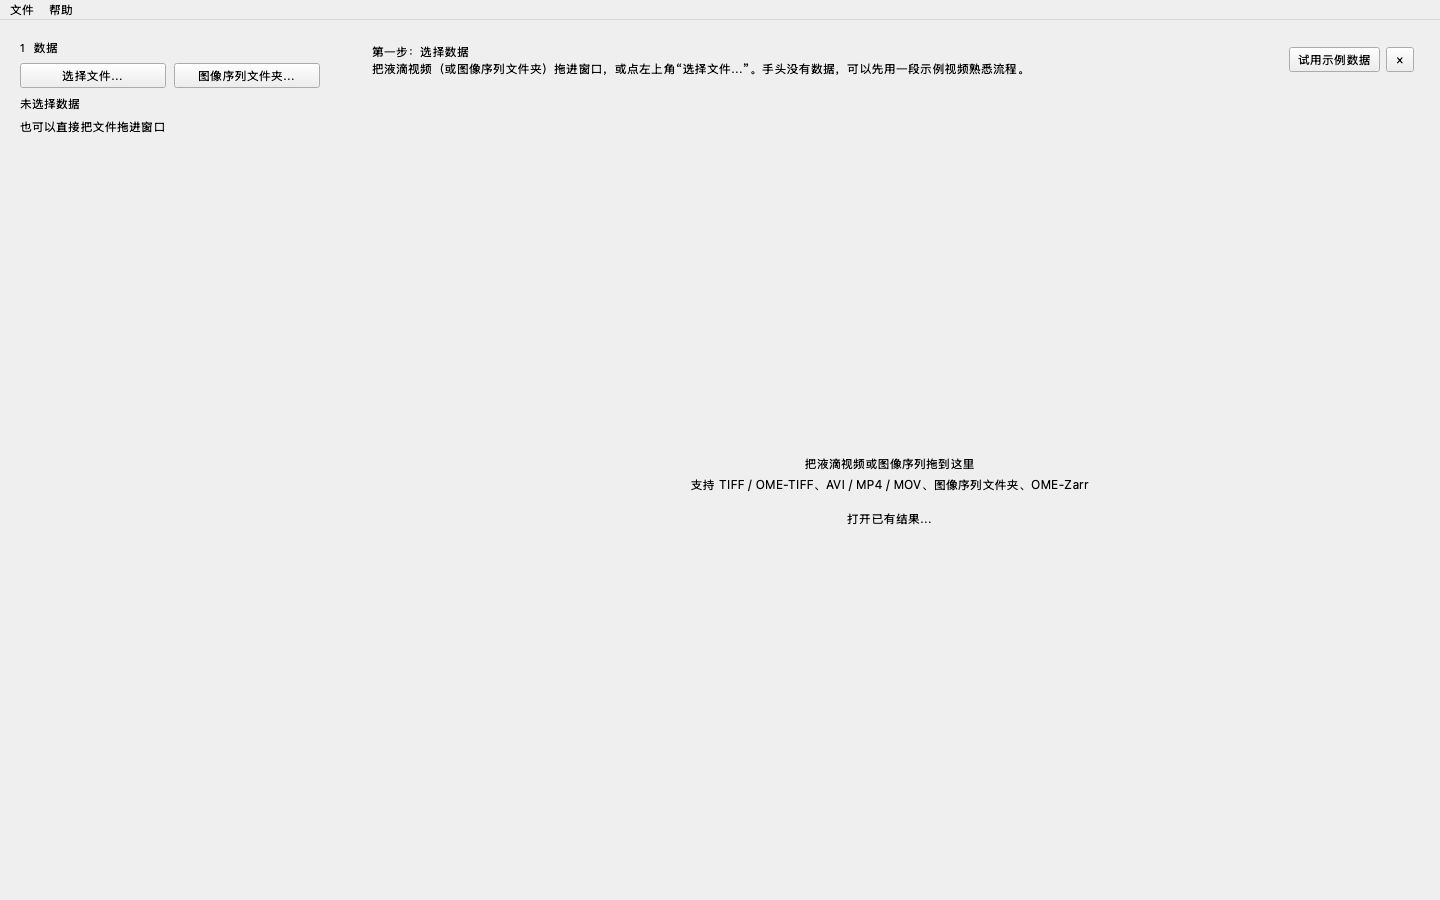 文件 帮助
1 数据
选择文件... 图像序列文件夹...
未选择数据
也可以直接把文件拖进窗口
第一步：选择数据
把液滴视频（或图像序列文件夹）拖进窗口，或点左上角“选择文件...”。手头没有数据，可以先用一段示例视频熟悉流程。
试用示例数据 ×
把液滴视频或图像序列拖到这里
支持 TIFF / OME-TIFF、AVI / MP4 / MOV、图像序列文件夹、OME-Zarr
打开已有结果...